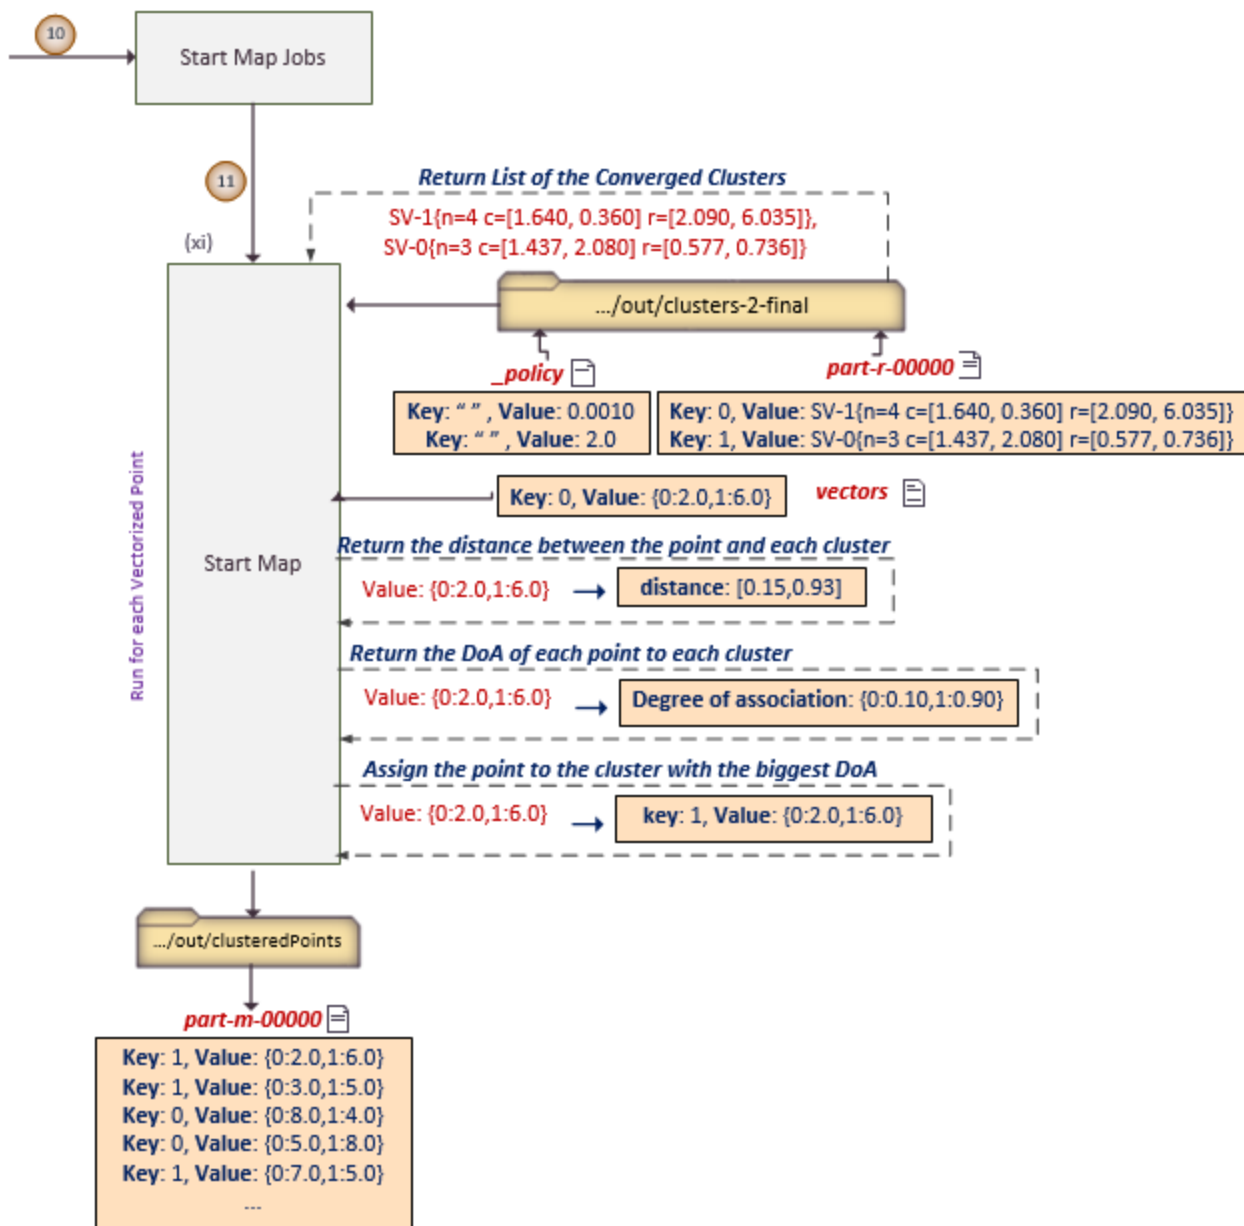 10
Start Map Jobs
11
Return List of the Converged Clusters
SV-1{n=4 c=[1.640, 0.360] r=[2.090, 6.035]},
SV-0{n=3 c=[1.437, 2.080] r=[0.577, 0.736]}
(xi)
.../out/clusters-2-final
_policy
part-r-00000
Key: “ ” , Value: 0.0010
Key: “ ” , Value: 2.0
Key: 0, Value: SV-1{n=4 c=[1.640, 0.360] r=[2.090, 6.035]}
Key: 1, Value: SV-0{n=3 c=[1.437, 2.080] r=[0.577, 0.736]}
Key: 0, Value: {0:2.0,1:6.0}
vectors
Run for each Vectorized Point
Start Map
Return the distance between the point and each cluster
Value: {0:2.0,1:6.0}
distance: [0.15,0.93]
Return the DoA of each point to each cluster
Value: {0:2.0,1:6.0}
Degree of association: {0:0.10,1:0.90}
Assign the point to the cluster with the biggest DoA
Value: {0:2.0,1:6.0}
key: 1, Value: {0:2.0,1:6.0}
.../out/clusteredPoints
part-m-00000
Key: 1, Value: {0:2.0,1:6.0}
Key: 1, Value: {0:3.0,1:5.0}
Key: 0, Value: {0:8.0,1:4.0}
Key: 0, Value: {0:5.0,1:8.0}
Key: 1, Value: {0:7.0,1:5.0}
...